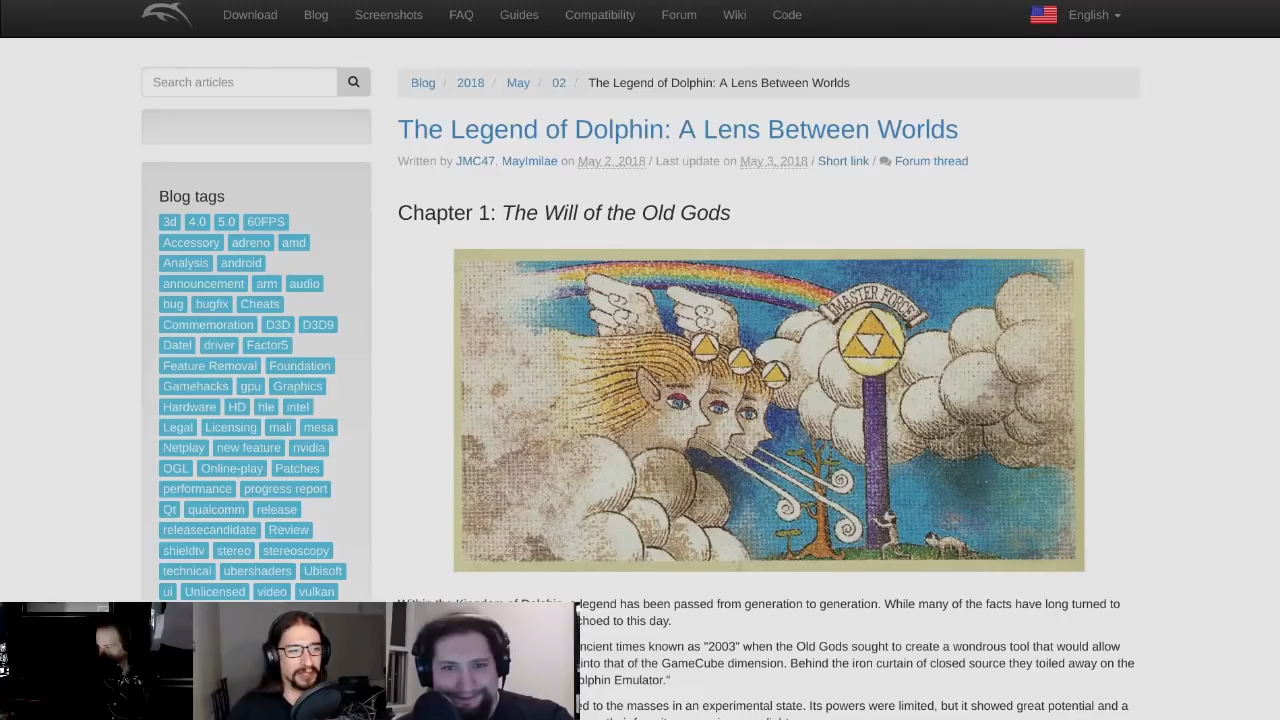 Download Blog Screenshots FAQ Guides Compatibility Forum Wiki Code English
Search articles
Blog / 2018 / May / 02 / The Legend of Dolphin: A Lens Between Worlds
The Legend of Dolphin: A Lens Between Worlds
Written by JMC47, MayImilae on May 2, 2018 / Last update on May 3, 2018 / Short link / Forum thread
Chapter 1: The Will of the Old Gods
Blog tags
3d 4.0 5.0 60FPS
Accessory adreno amd
Analysis android
announcement arm audio
bug bugfix Cheats
Commemoration D3D D3D9
Datel driver Factor5
Feature Removal Foundation
Gamehacks gpu Graphics
Hardware HD hle intel
Legal Licensing mali mesa
Netplay new feature nvidia
OGL Online-play Patches
performance progress report
Qt qualcomm release
releasecandidate Review
shieldtv stereo stereoscopy
technical ubershaders Ubisoft
ui Unlicensed video vulkan
MASTER FORCE
Within the Kingdom of Dolphin, a legend has been passed from generation to generation. While many of the facts have long turned to
choed to this day.
ncient times known as "2003" when the Old Gods sought to create a wondrous tool that would allow
into that of the GameCube dimension. Behind the iron curtain of closed source they toiled away on the
olphin Emulator."
ed to the masses in an experimental state. Its powers were limited, but it showed great potential and a